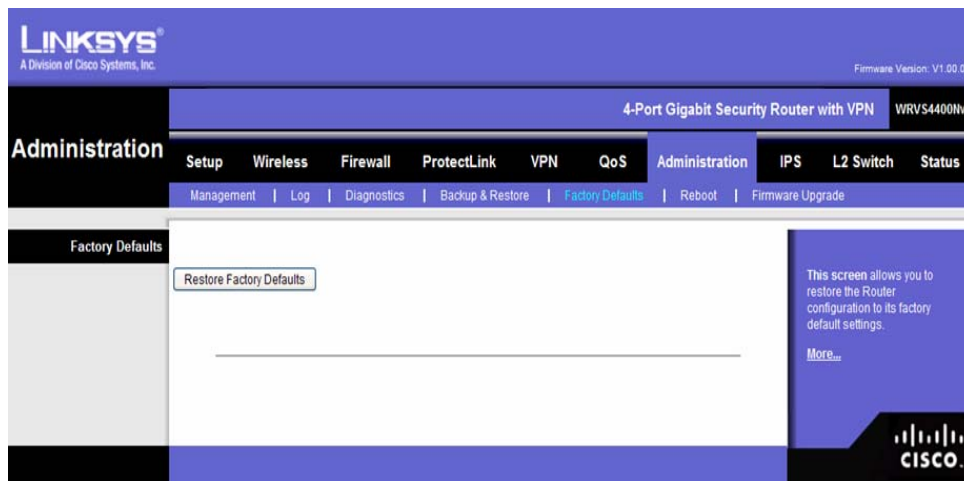 LINKSYS®
A Division of Cisco Systems, Inc.
Firmware Version: V1.00.0
4-Port Gigabit Security Router with VPN WRVS4400Nv
Administration
Setup Wireless Firewall ProtectLink VPN QoS Administration IPS L2 Switch Status
Management | Log | Diagnostics | Backup & Restore | Factory Defaults | Reboot | Firmware Upgrade
Factory Defaults
Restore Factory Defaults
This screen allows you to
restore the Router
configuration to its factory
default settings.
More...
CISCO.